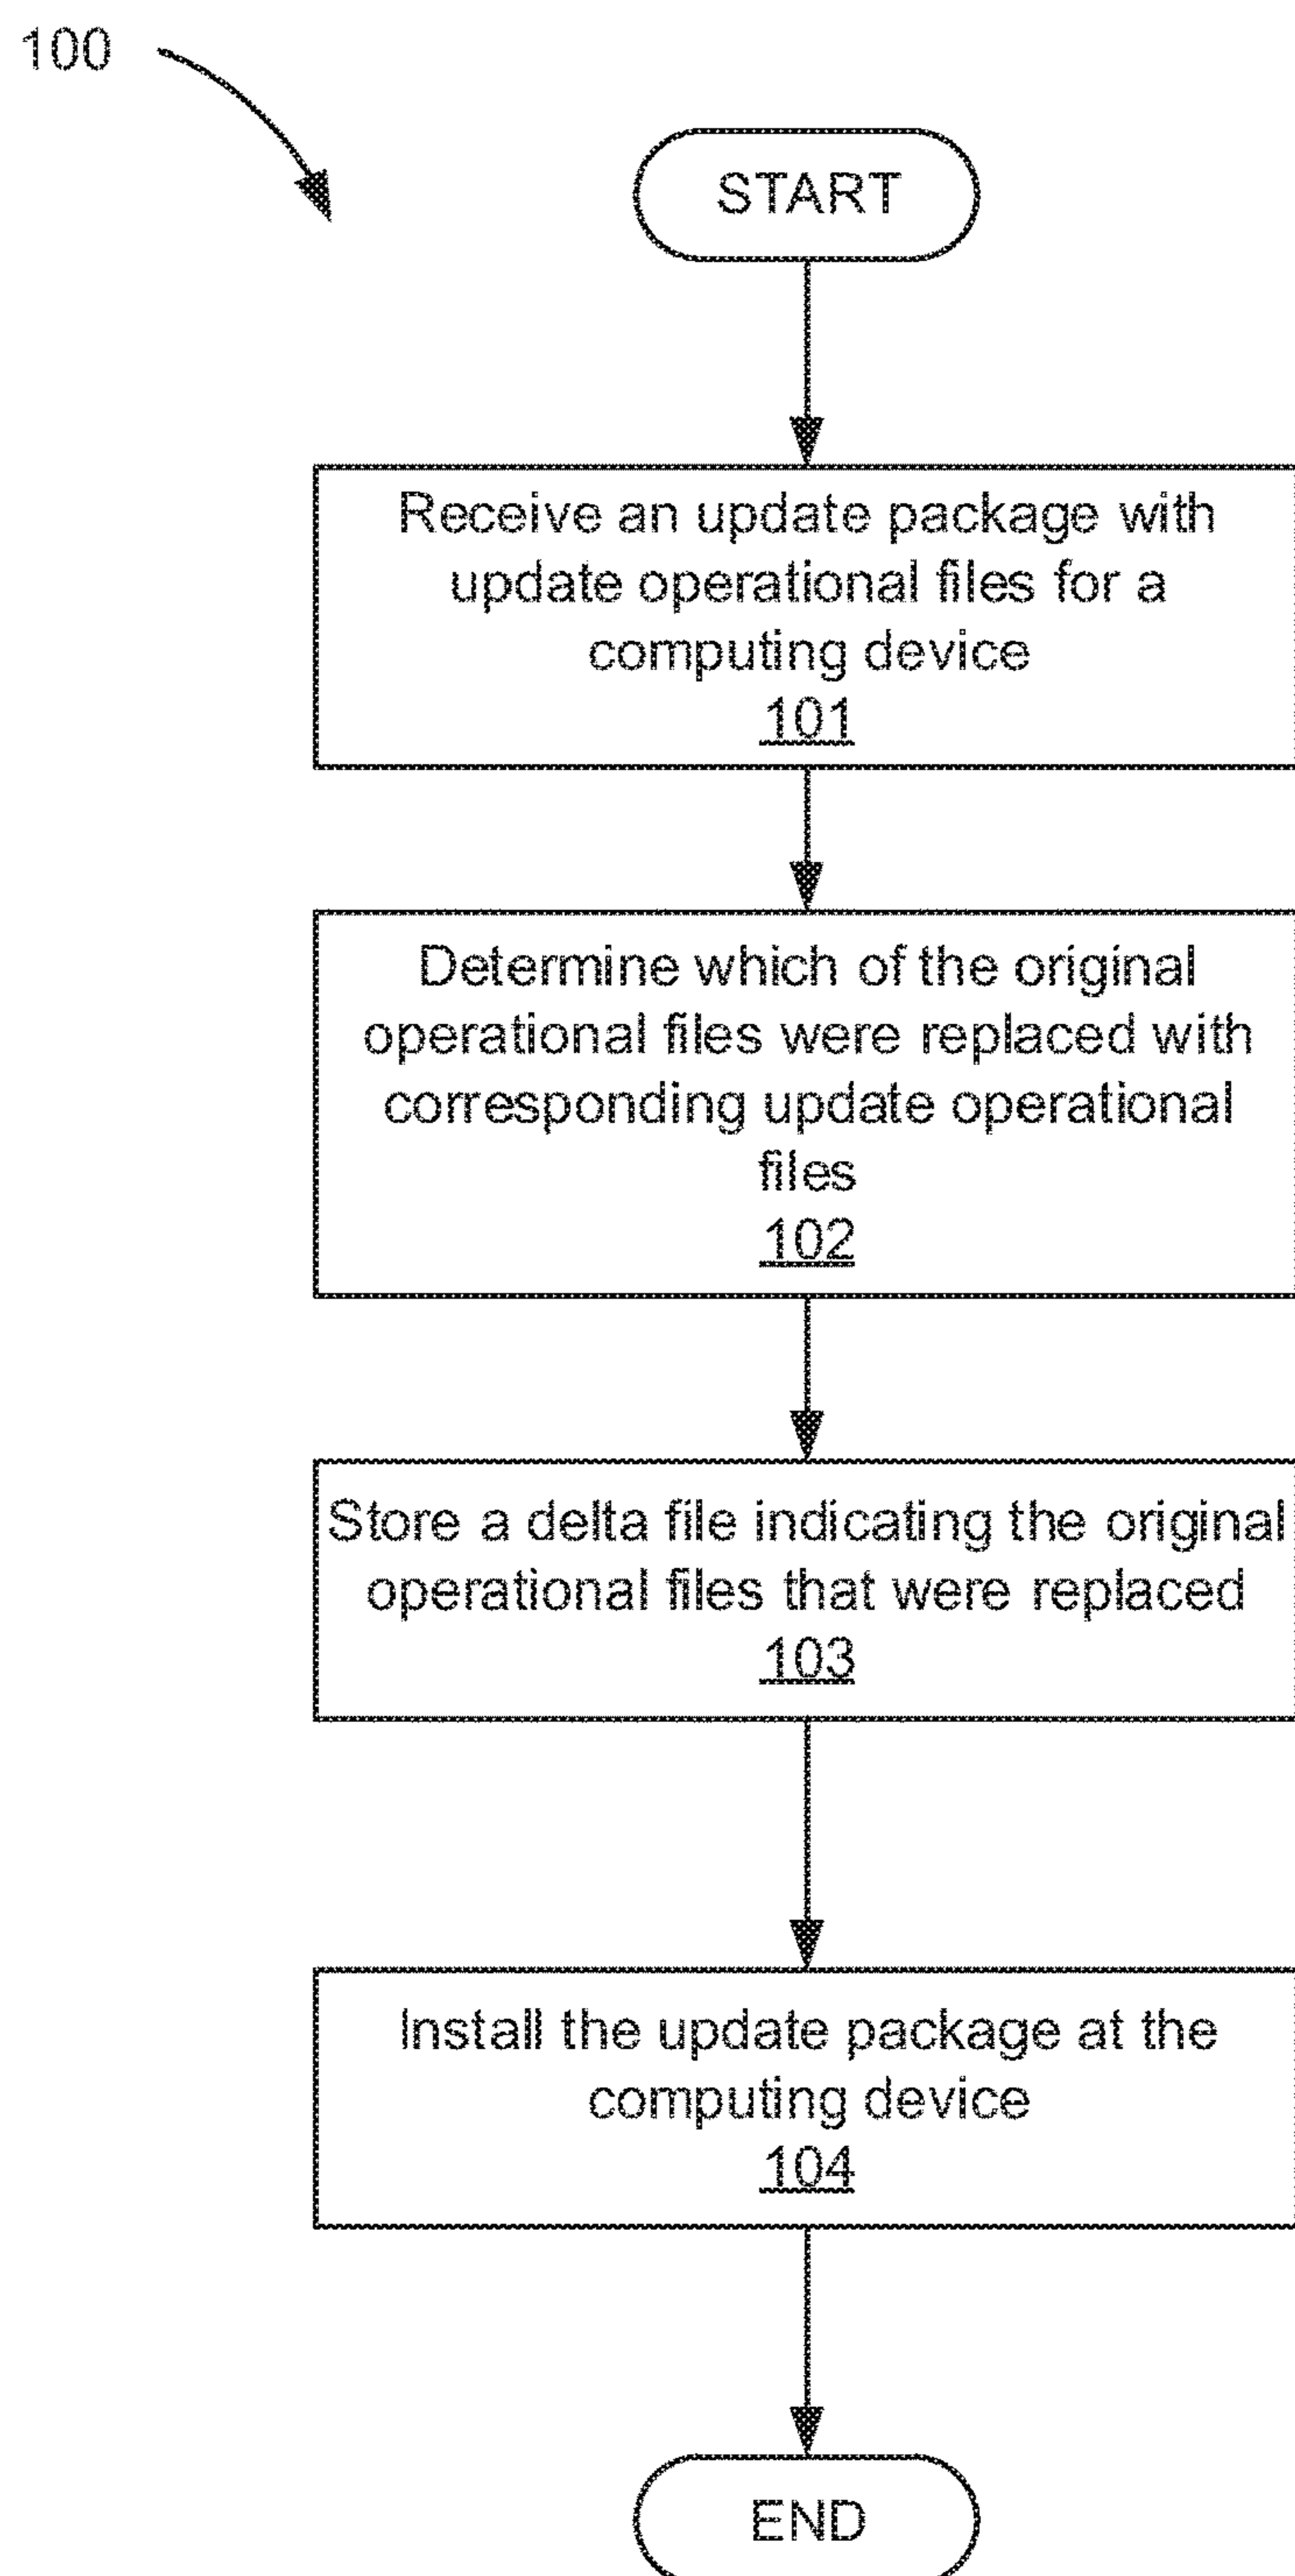 100
START
Receive an update package with
update operational files for a
computing device
101
Determine which of the original
operational files were replaced with
corresponding update operational
files
102
Store a delta file indicating the original
operational files that were replaced
103
Install the update package at the
computing device
104
END